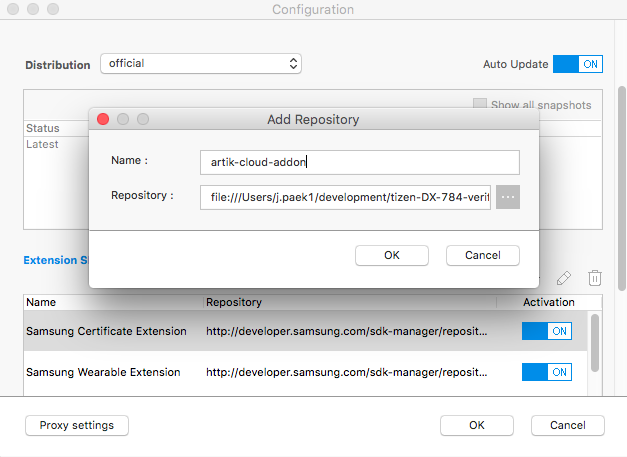 Configuration
Distribution official Auto Update ON
Show all snapshots
Status
Latest
Add Repository
Name : artik-cloud-addon
Repository : file:///Users/j.paek1/development/tizen-DX-784-verif ...
OK Cancel
Extension S
Name Repository Activation
Samsung Certificate Extension http://developer.samsung.com/sdk-manager/reposit... ON
Samsung Wearable Extension http://developer.samsung.com/sdk-manager/reposit... ON
Proxy settings OK Cancel